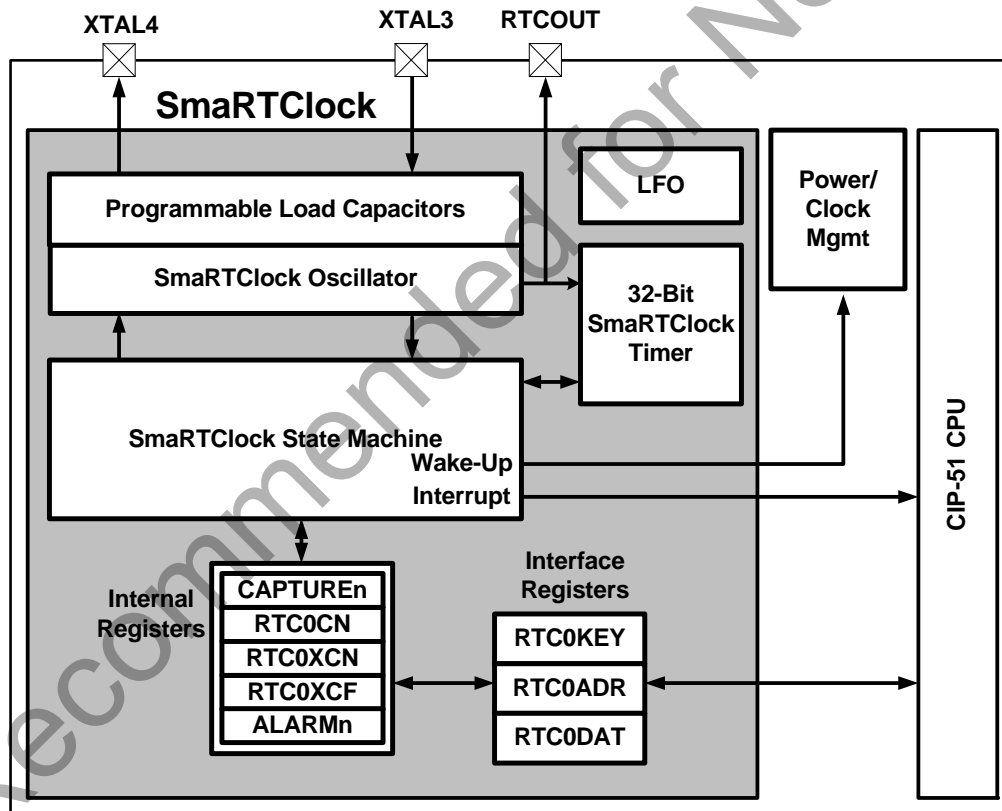 XTAL4
XTAL3
RTCOUT
SmaRTClock
Programmable Load Capacitors
SmaRTClock Oscillator
LFO
Power/
Clock
Mgmt
32-Bit
SmaRTClock
Timer
SmaRTClock State Machine
Wake-Up
Interrupt
CIP-51 CPU
Internal
Registers
CAPTUREn
RTC0CN
RTC0XCN
RTC0XCF
ALARMn
Interface
Registers
RTC0KEY
RTC0ADR
RTC0DAT
ecommended for N